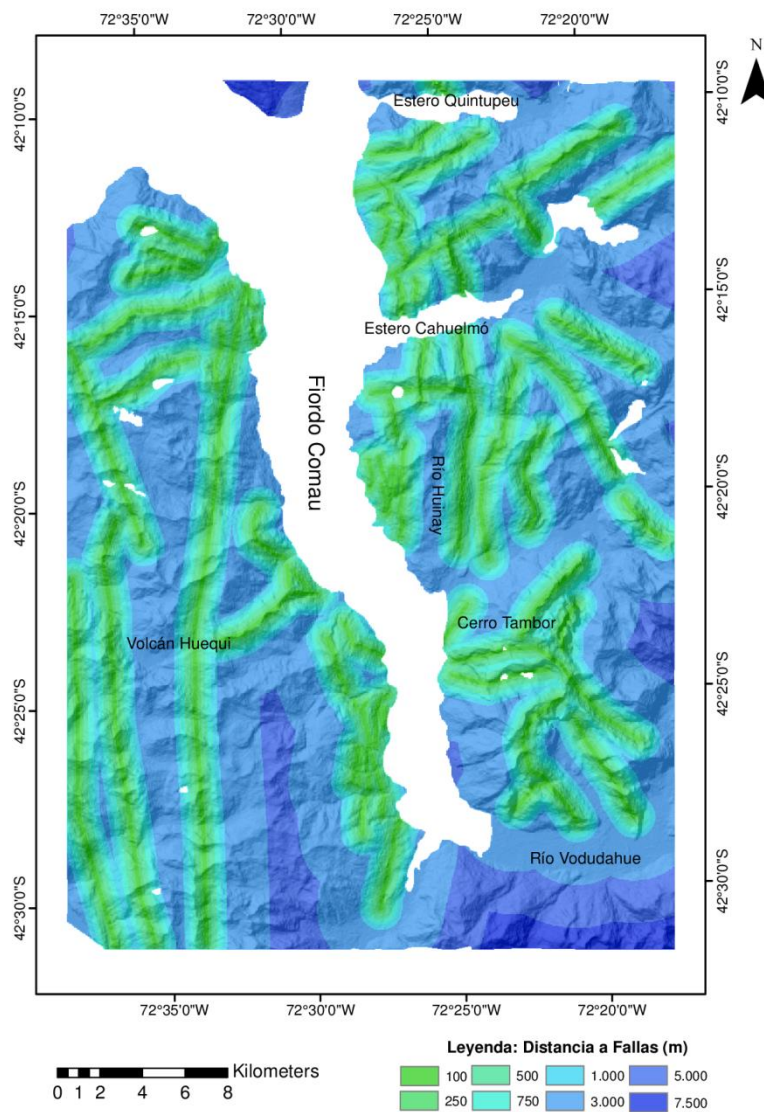 72°35'0"W 72°30'0"W 72°25'0"W 72°20'0"W
N
42°10'0"S
42°10'0"S
Estero Quintupeu
42°15'0"S
42°15'0"S
Estero Cahuelmó
Fiordo Comau
Río Huinay
42°20'0"S
42°20'0"S
Cerro Tambor
Volcán Huequi
42°25'0"S
42°25'0"S
Río Vodudahue
42°30'0"S
42°30'0"S
72°35'0"W 72°30'0"W 72°25'0"W 72°20'0"W
Kilometers
0 1 2 4 6 8
Leyenda: Distancia a Fallas (m)
100 500 1.000 5.000
250 750 3.000 7.500